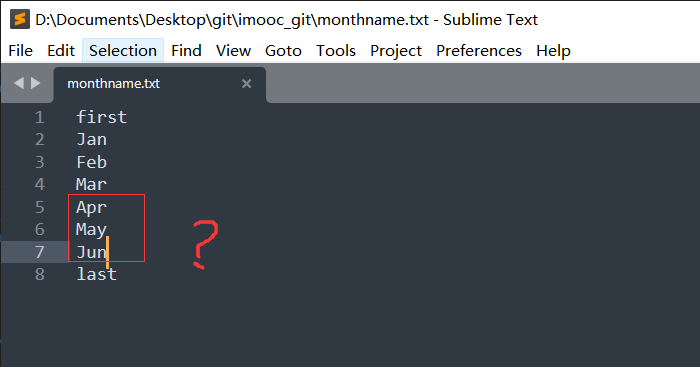 D:\Documents\Desktop\git\imooc_git\monthname.txt - Sublime Text
File Edit Selection Find View Goto Tools Project Preferences Help
monthname.txt
1 first
2 Jan
3 Feb
4 Mar
5 Apr
6 May
7 Jun
8 last
?